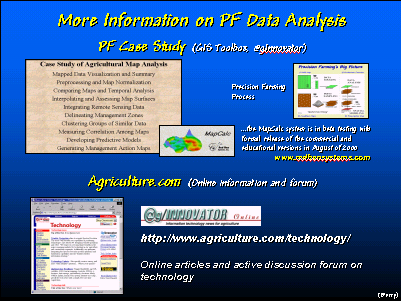 More Information on PF Data Analysis
PF Case Study (GIS Toolbox, @gInnovator)
Case Study of Agricultural Map Analysis
Mapped Data Visualization and Summary
Preprocessing and Map Normalization
Comparing Maps and Temporal Analysis
Interpolating and Assessing Map Surfaces
Integrating Remote Sensing Data
Delineating Management Zones
Clustering Groups of Similar Data
Measuring Correlation Among Maps
Developing Predictive Models
Generating Management Action Maps
MapCalc
Precision Farming
Process
Precision Farming's Big Picture
...the MapCalc system is in beta testing with
formal release of the commercial and
educational versions in August of 2000
www.redhensystems.com
Agriculture.com (Online information and forum)
Technology
@g/INNOVATOR Online
Information technology news for agriculture
http://www.agriculture.com/technology/
Online articles and active discussion forum on
technology
(Berry)